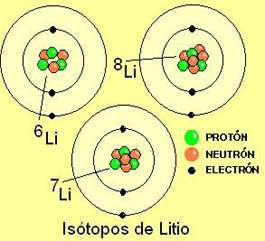 6Li
8Li
7Li
PROTÓN
NEUTRÓN
ELECTRÓN
Isótopos de Litio